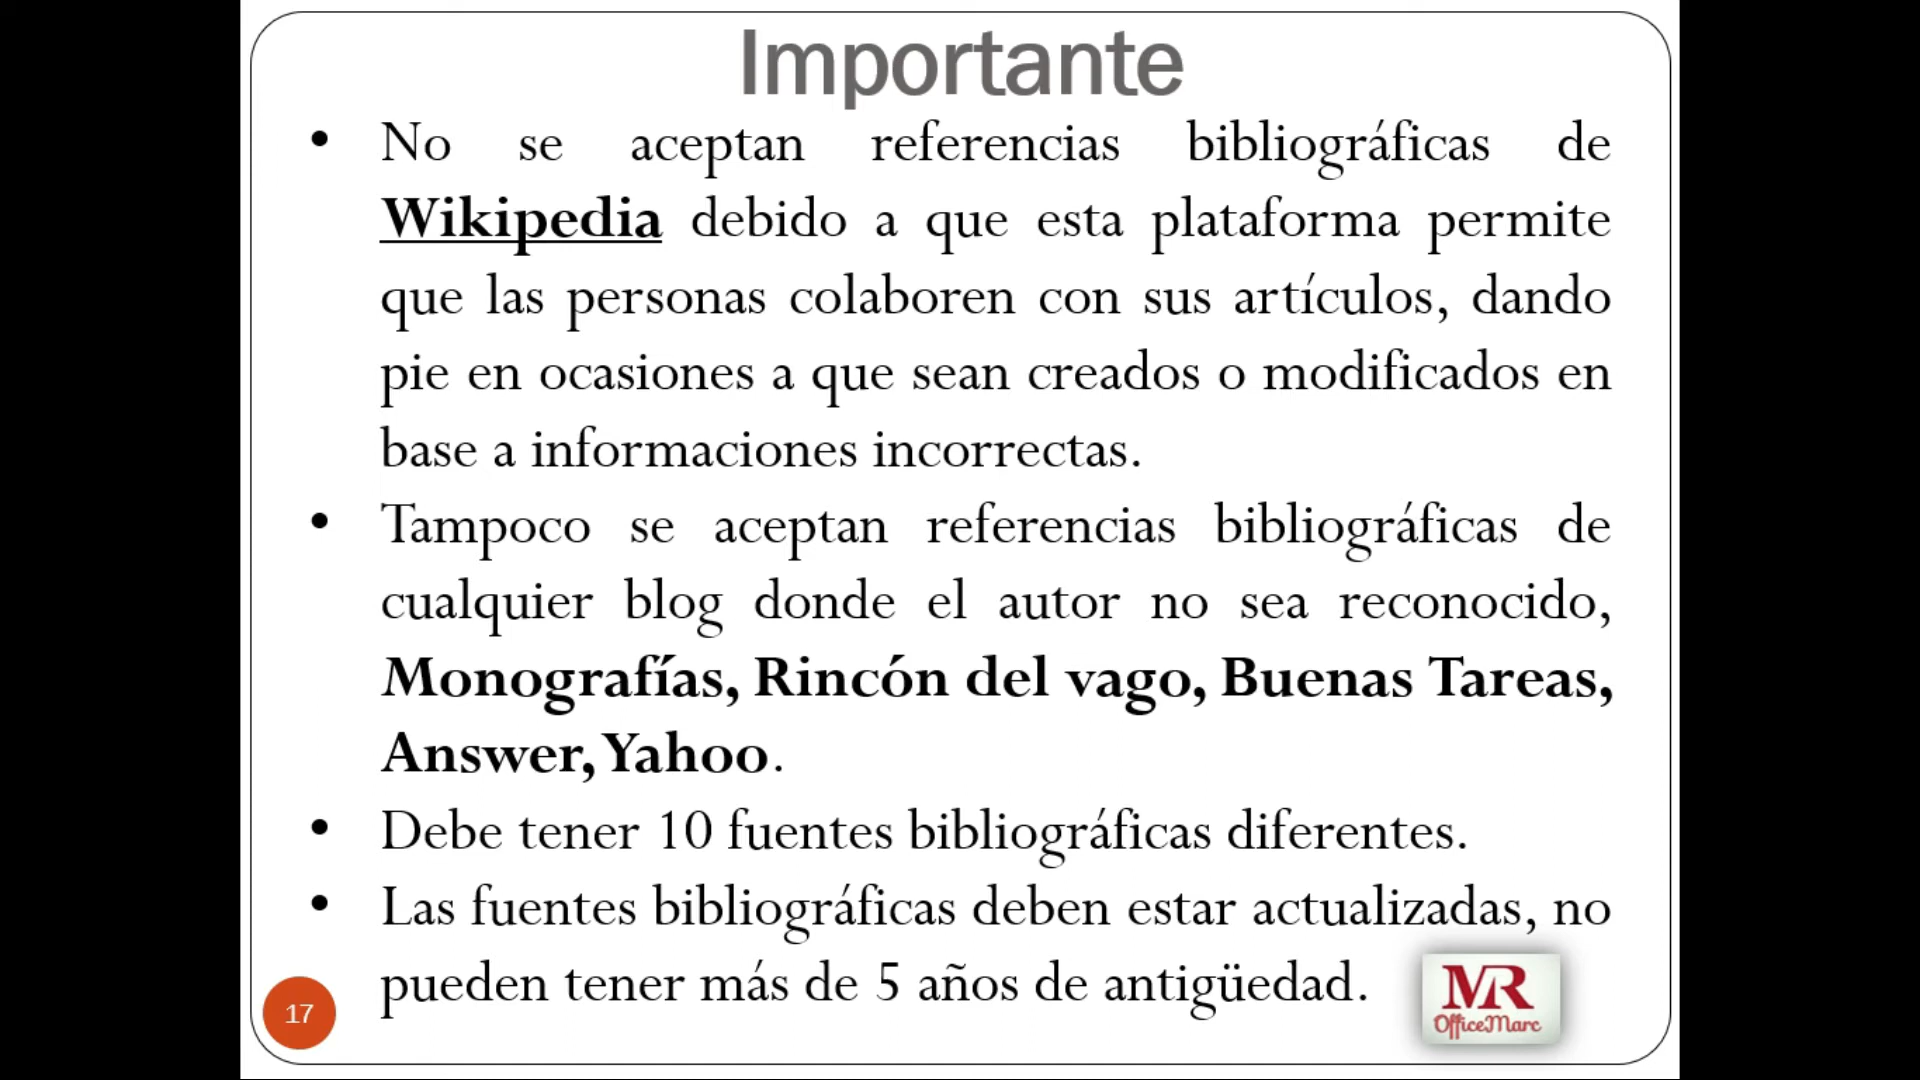 Importante
• No se aceptan referencias bibliográficas de
Wikipedia debido a que esta plataforma permite
que las personas colaboren con sus artículos, dando
pie en ocasiones a que sean creados o modificados en
base a informaciones incorrectas.
• Tampoco se aceptan referencias bibliográficas de
cualquier blog donde el autor no sea reconocido,
Monografías, Rincón del vago, Buenas Tareas,
Answer, Yahoo.
• Debe tener 10 fuentes bibliográficas diferentes.
• Las fuentes bibliográficas deben estar actualizadas, no
pueden tener más de 5 años de antigüedad.
17
MR
OfficeMarc